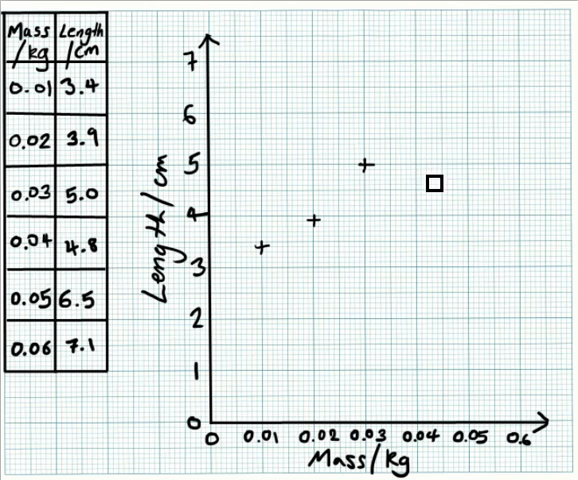 Mass Length
/kg /cm
0.01 3.4
0.02 3.9
0.03 5.0
0.04 4.8
0.05 6.5
0.06 7.1
7
6
5
4
3
2
1
0
Length/cm
0 0.01 0.02 0.03 0.04 0.05 0.6
Mass/kg